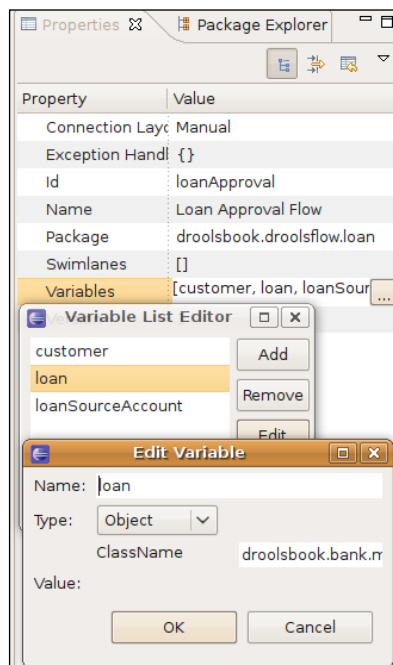 Properties Package Explorer
Property Value
Connection Layo Manual
Exception Handl {}
Id loanApproval
Name Loan Approval Flow
Package droolsbook.droolsflow.loan
Swimlanes []
Variables [customer, loan, loanSour ...
Variable List Editor
customer Add
loan
Remove
loanSourceAccount
Edit
Edit Variable
Name: loan
Type: Object
ClassName droolsbook.bank.m
Value:
OK Cancel